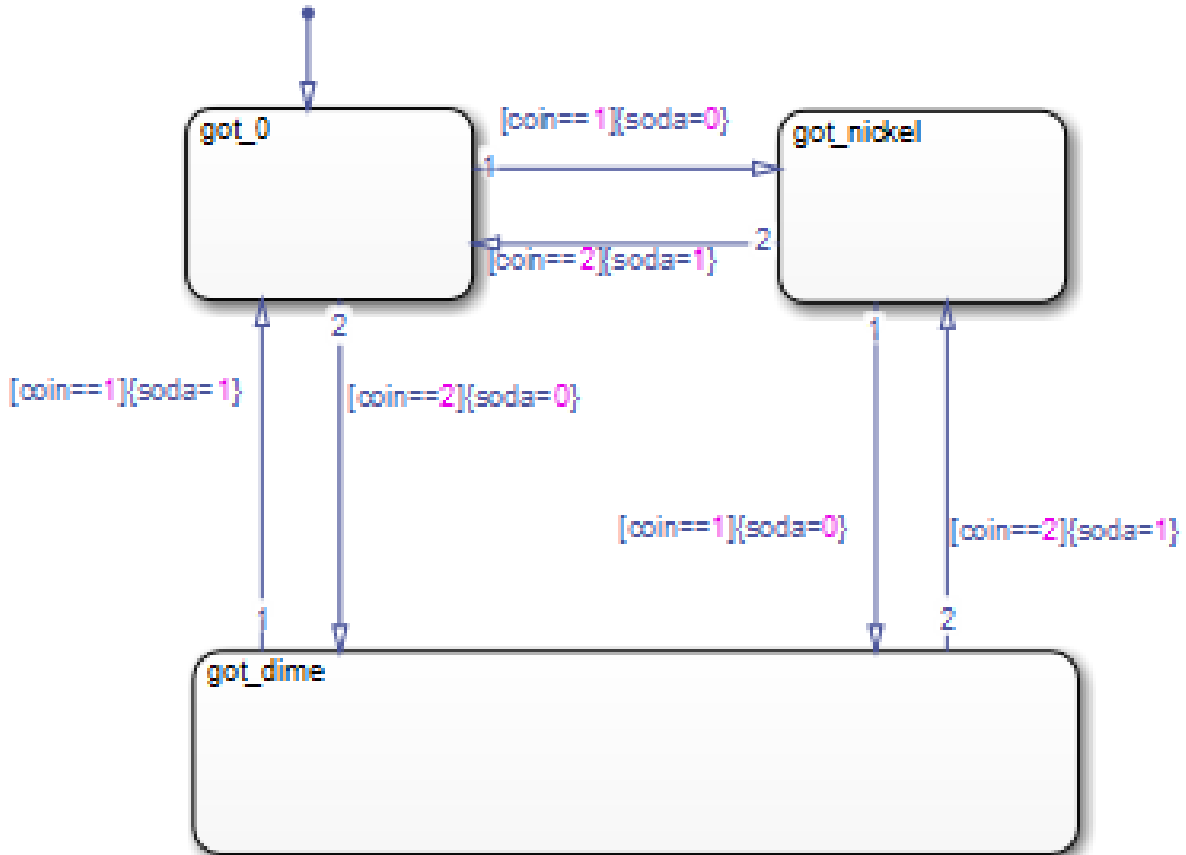 [coin==1]{soda=0}
got_0
got_nickel
1
2
[coin==2]{soda=1}
2
1
[coin==1]{soda=1}
[coin==2]{soda=0}
[coin==1]{soda=0}
[coin==2]{soda=1}
1
2
got_dime